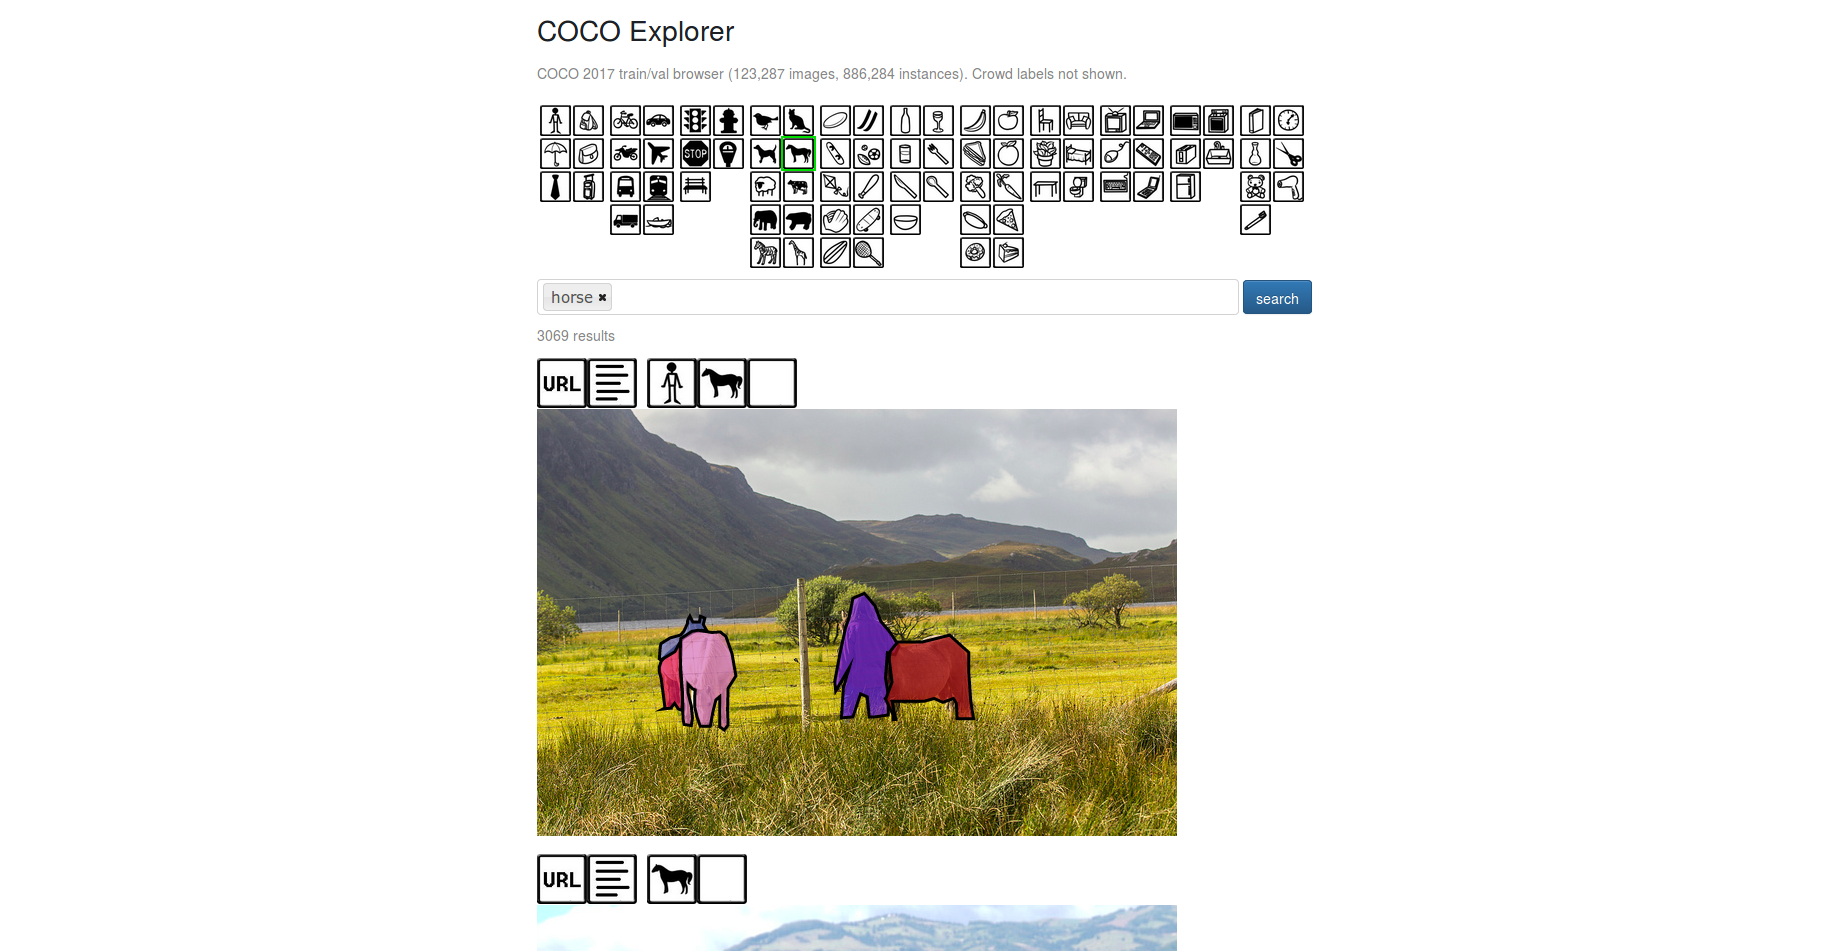 COCO Explorer
COCO 2017 train/val browser (123,287 images, 886,284 instances). Crowd labels not shown.
STOP
horse ✖
search
3069 results
URL
URL